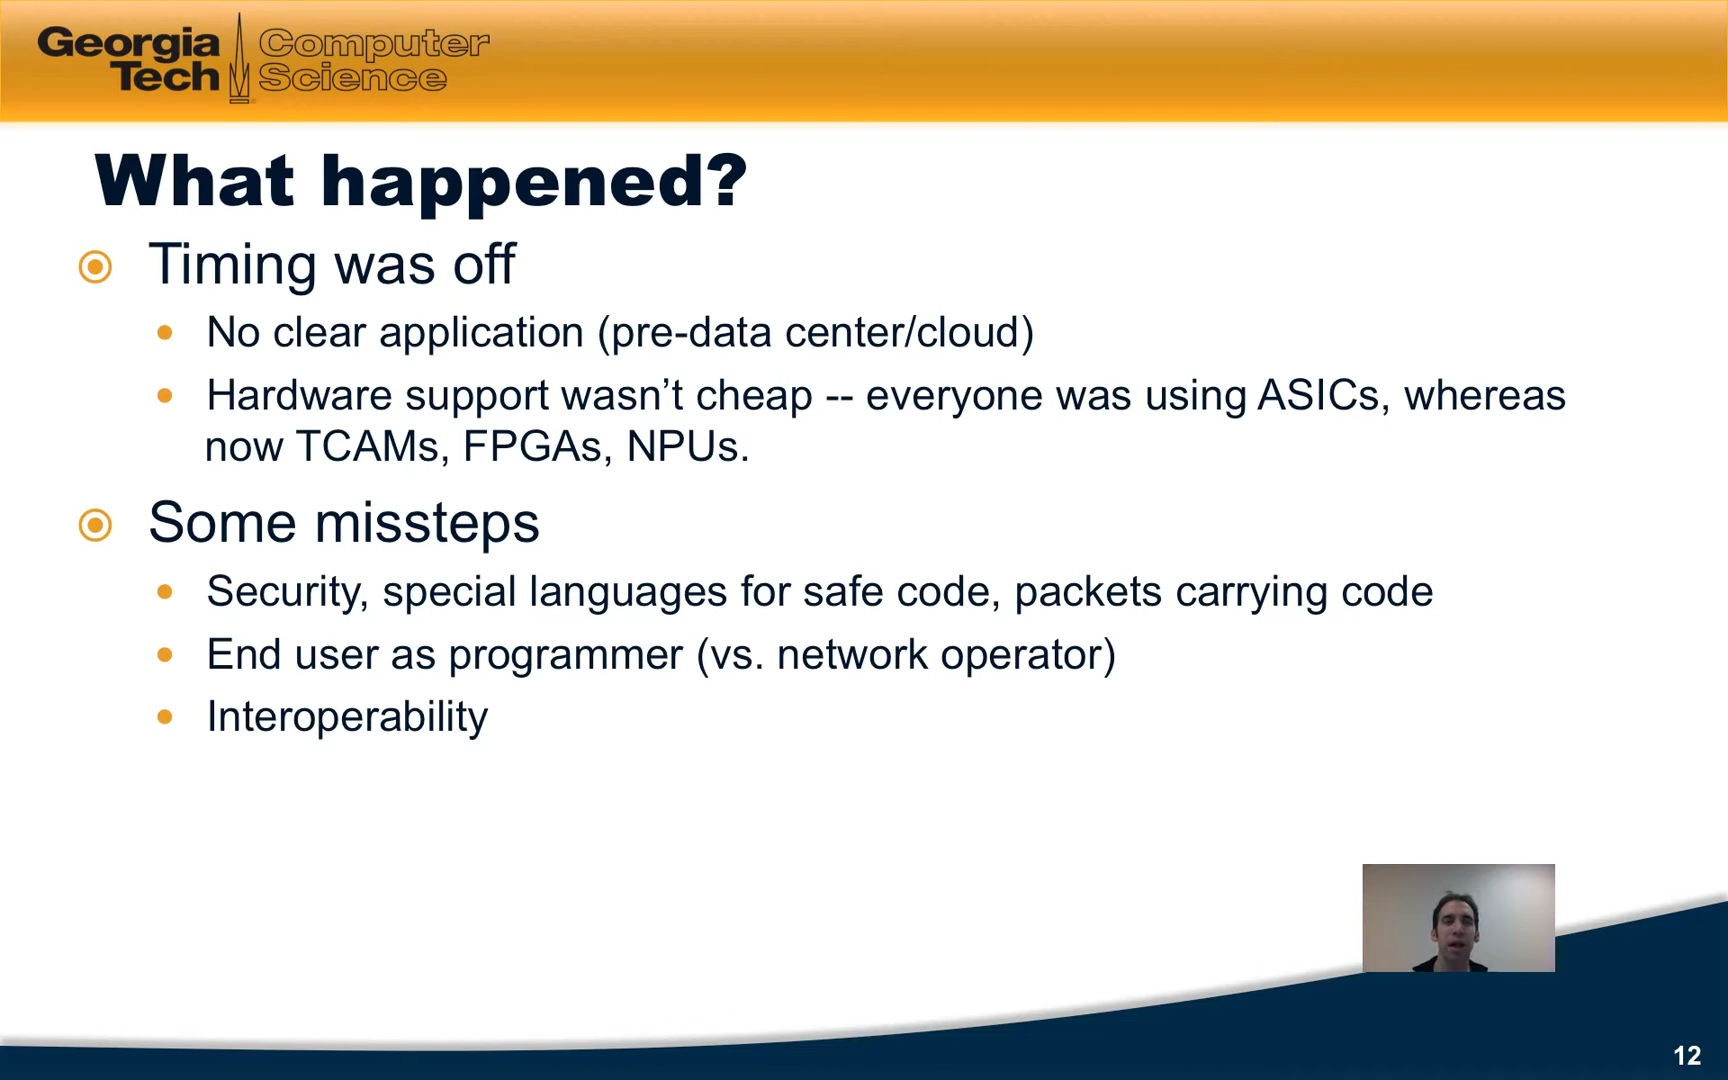 Georgia Tech
Computer Science
What happened?
Timing was off
No clear application (pre-data center/cloud)
Hardware support wasn’t cheap -- everyone was using ASICs, whereas
now TCAMs, FPGAs, NPUs.
Some missteps
Security, special languages for safe code, packets carrying code
End user as programmer (vs. network operator)
Interoperability
12